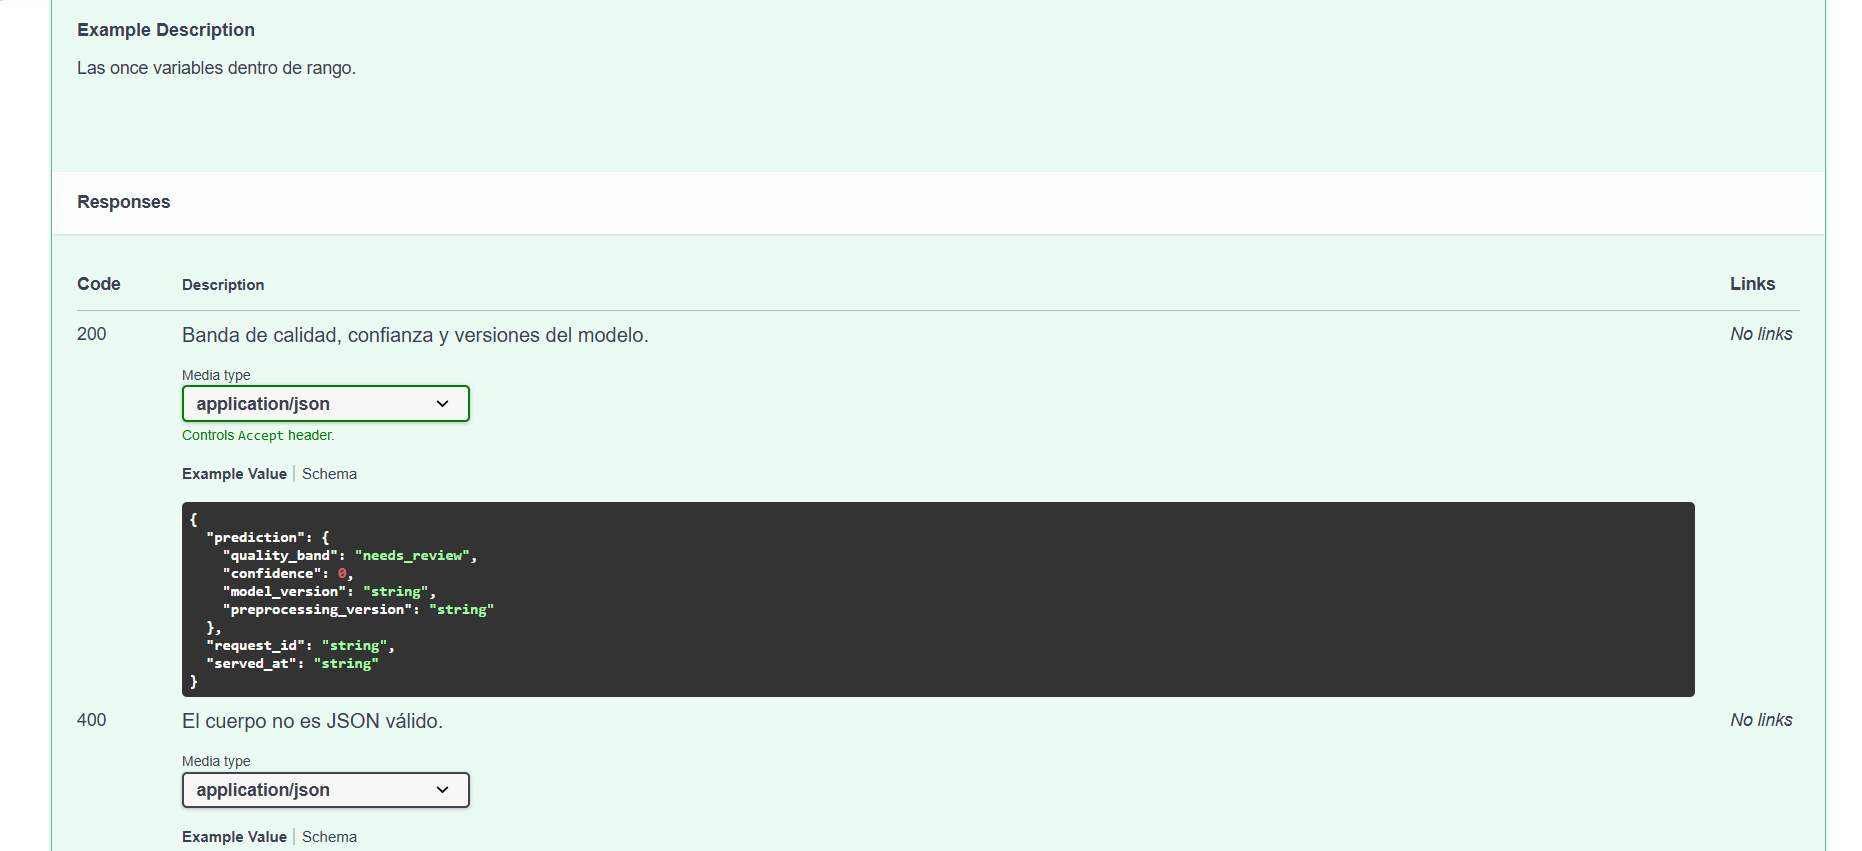 Example Description
Las once variables dentro de rango.
Responses
Code Description Links
200 Banda de calidad, confianza y versiones del modelo. No links
Media type
application/json
Controls Accept header.
Example Value Schema
{
  "prediction": {
    "quality_band": "needs_review",
    "confidence": 0,
    "model_version": "string",
    "preprocessing_version": "string"
  },
  "request_id": "string",
  "served_at": "string"
}
400 El cuerpo no es JSON válido. No links
Media type
application/json
Example Value Schema